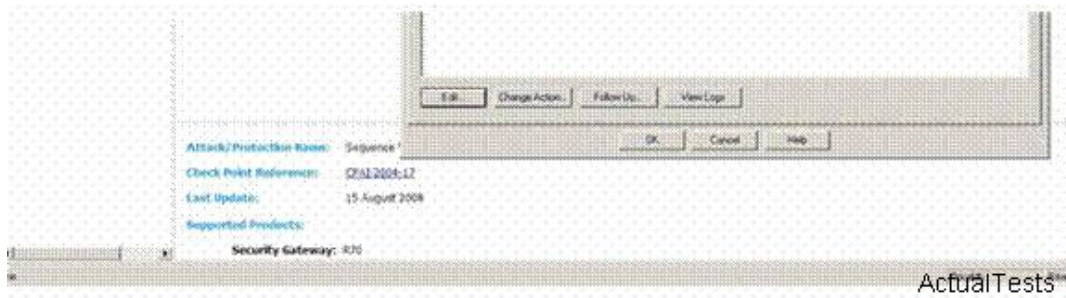 Edit... Change Action... Follow Up... View Logs
OK Cancel Help
Attack/Protection Name: Sequence
Check Point Reference: CPAI-2004-17
Last Update: 15 August 2008
Supported Products:
Security Gateway: R70
ActualTests